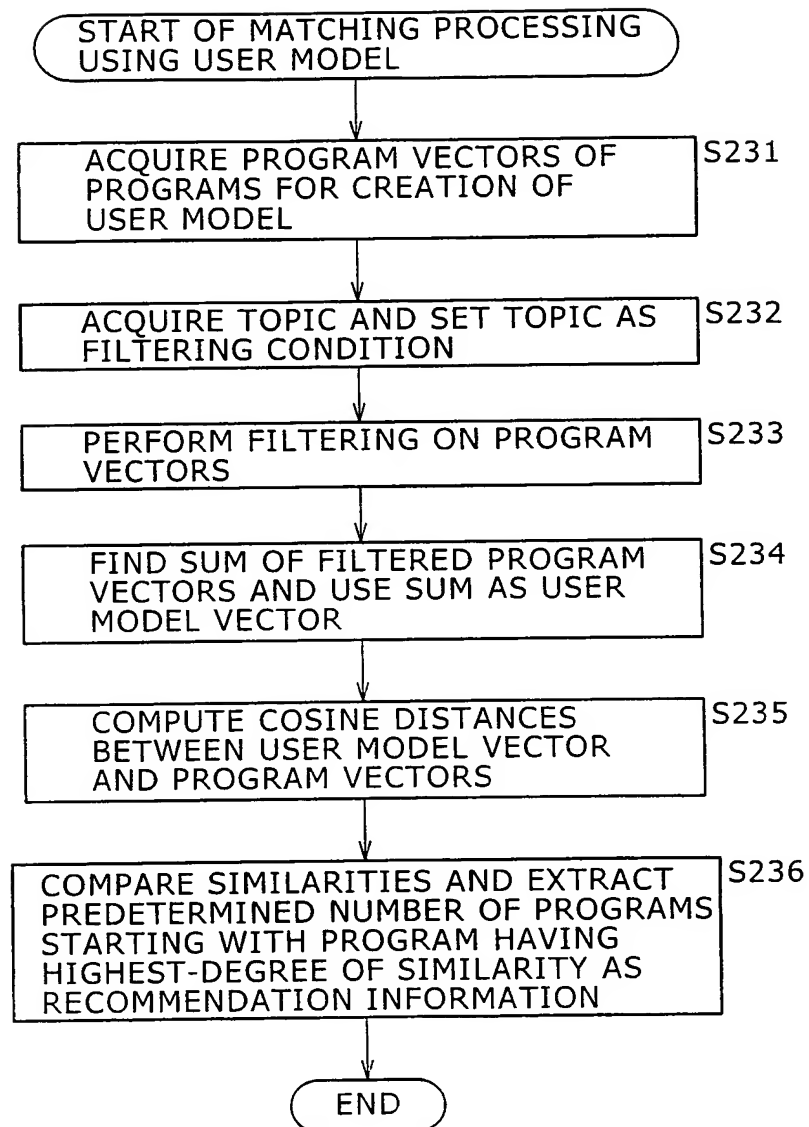 START OF MATCHING PROCESSING
USING USER MODEL
S231
ACQUIRE PROGRAM VECTORS OF
PROGRAMS FOR CREATION OF
USER MODEL
S232
ACQUIRE TOPIC AND SET TOPIC AS
FILTERING CONDITION
S233
PERFORM FILTERING ON PROGRAM
VECTORS
S234
FIND SUM OF FILTERED PROGRAM
VECTORS AND USE SUM AS USER
MODEL VECTOR
S235
COMPUTE COSINE DISTANCES
BETWEEN USER MODEL VECTOR
AND PROGRAM VECTORS
S236
COMPARE SIMILARITIES AND EXTRACT
PREDETERMINED NUMBER OF PROGRAMS
STARTING WITH PROGRAM HAVING
HIGHEST-DEGREE OF SIMILARITY AS
RECOMMENDATION INFORMATION
END